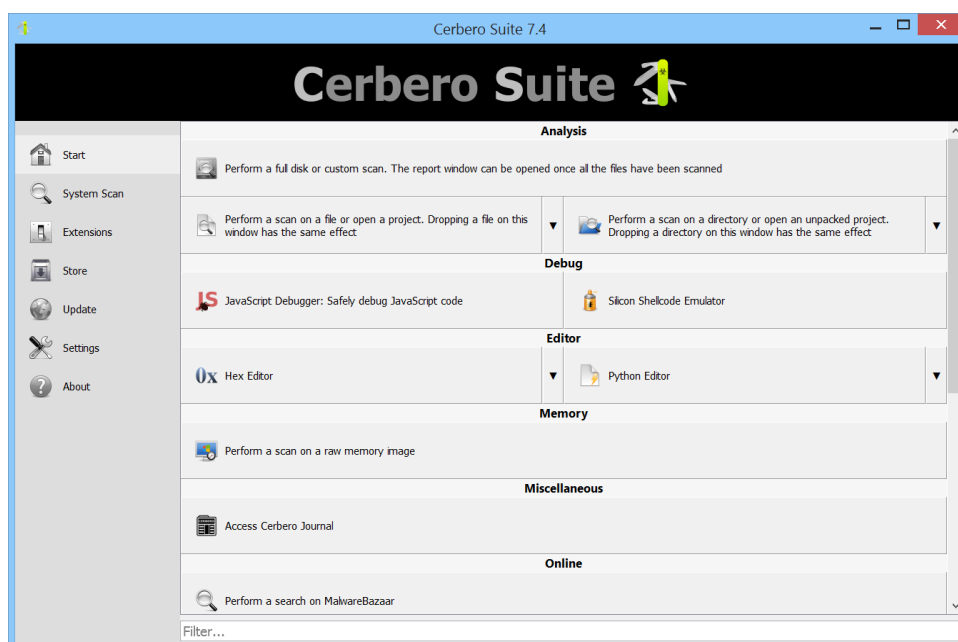 Cerbero Suite 7.4
Cerbero Suite
Start
System Scan
Extensions
Store
Update
Settings
About
Analysis
Perform a full disk or custom scan. The report window can be opened once all the files have been scanned
Perform a scan on a file or open a project. Dropping a file on this
window has the same effect
Perform a scan on a directory or open an unpacked project.
Dropping a directory on this window has the same effect
Debug
JS JavaScript Debugger: Safely debug JavaScript code
Silicon Shellcode Emulator
Editor
0x Hex Editor
Python Editor
Memory
Perform a scan on a raw memory image
Miscellaneous
Access Cerbero Journal
Online
Perform a search on MalwareBazaar
Filter...